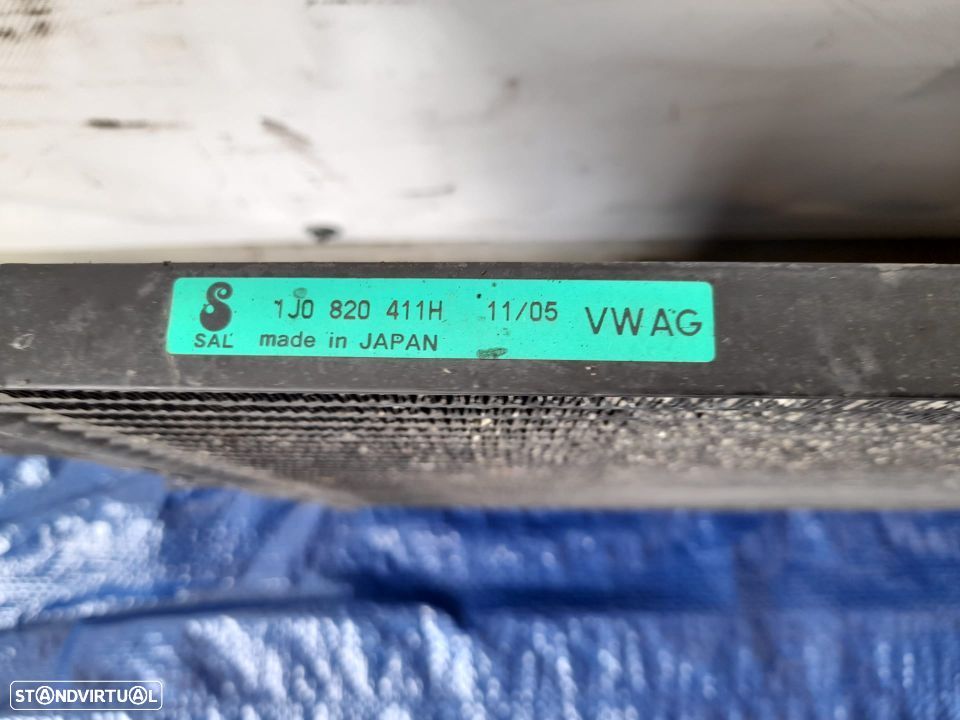 1J0 820 411H 11/05 VWAG
SAL made in JAPAN
STANDVIRTUAL